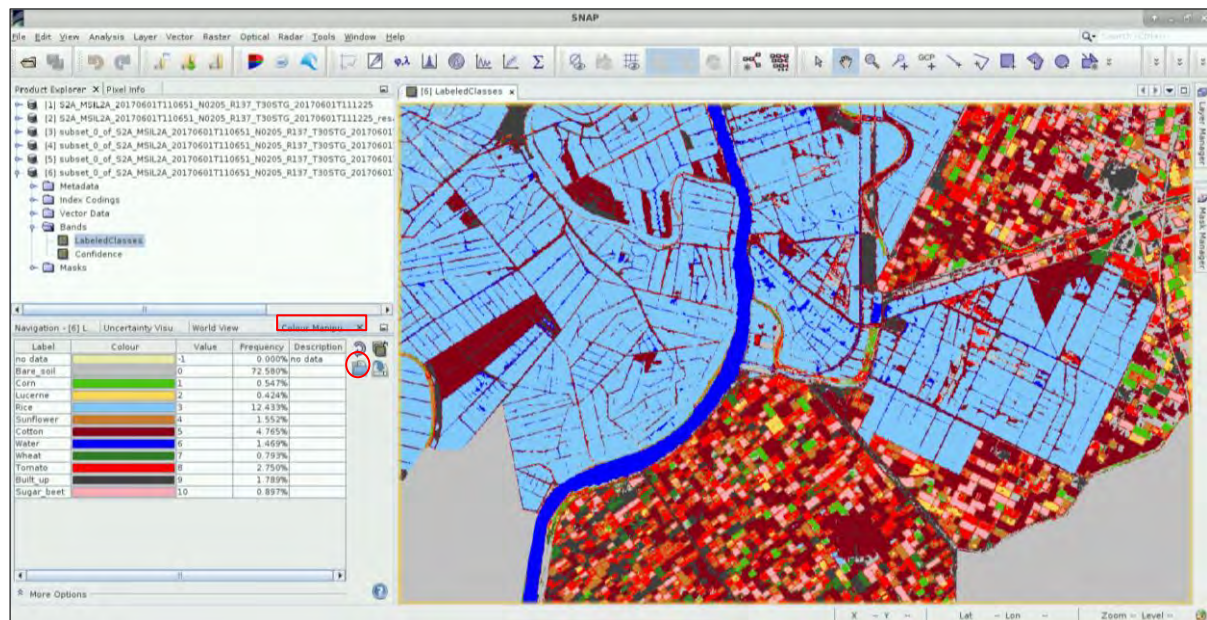 SNAP
File Edit View Analysis Layer Vector Raster Optical Radar Tools Window Help
Product Explorer X Pixel Info
[6] LabeledClasses x
[1] S2A_MSIL2A_20170601T110651_N0205_R137_T30STG_20170601T111225
[2] S2A_MSIL2A_20170601T110651_N0205_R137_T30STG_20170601T111225_res
[3] subset_0_of_S2A_MSIL2A_20170601T110651_N0205_R137_T30STG_20170601
[4] subset_0_of_S2A_MSIL2A_20170601T110651_N0205_R137_T30STG_20170601
[5] subset_0_of_S2A_MSIL2A_20170601T110651_N0205_R137_T30STG_20170601
[6] subset_0_of_S2A_MSIL2A_20170601T110651_N0205_R137_T30STG_20170601
Metadata
Index Codings
Vector Data
Bands
LabeledClasses
Confidence
Masks
Layer Manager
Mask Manager
Navigation - [6] L... Uncertainty Visu... World View Colour Manipu... X
Label Colour Value Frequency Description
no data -1 0.000% no data
Bare_soil 0 72.580%
Corn 1 0.547%
Lucerne 2 0.424%
Rice 3 12.433%
Sunflower 4 1.552%
Cotton 5 4.765%
Water 6 1.469%
Wheat 7 0.793%
Tomato 8 2.750%
Built_up 9 1.789%
Sugar_beet 10 0.897%
More Options
X -- Y -- Lat -- Lon -- Zoom -- Level --